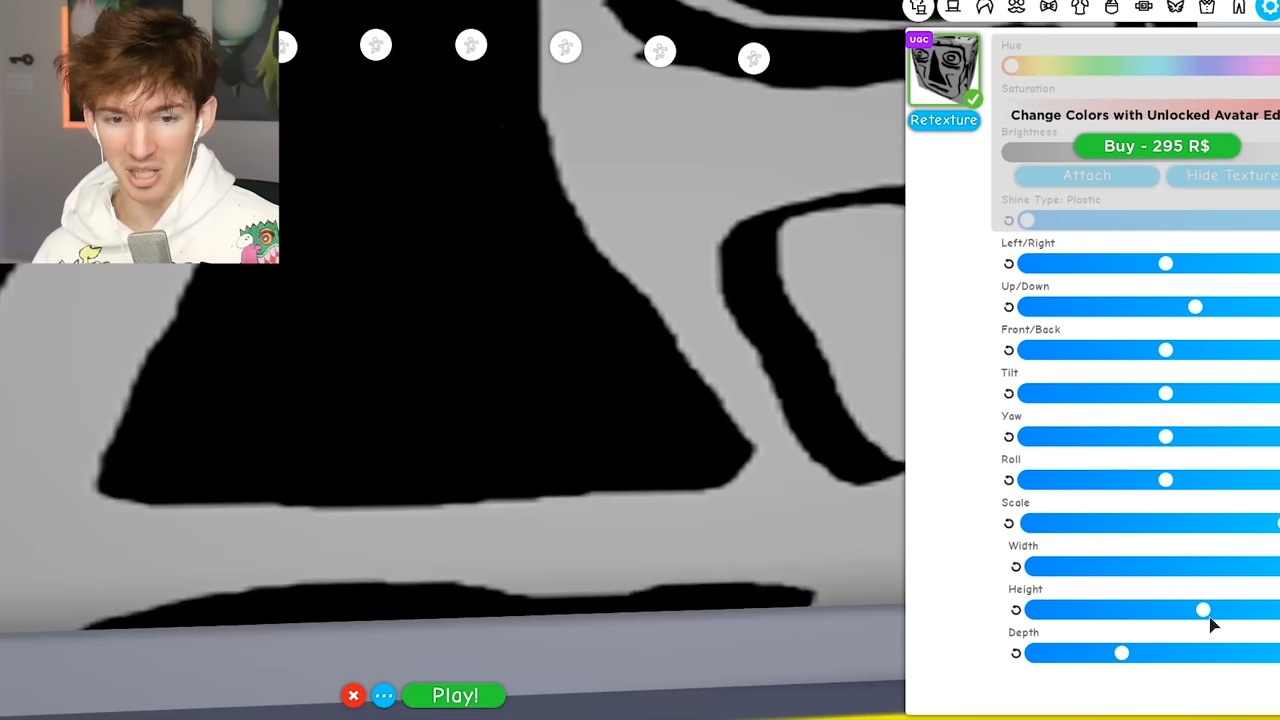 UGC
Retexture
Hue
Saturation
Change Colors with Unlocked Avatar Ed
Brightness
Buy - 295 R$
Attach
Hide Texture
Shine Type: Plastic
Left/Right
Up/Down
Front/Back
Tilt
Yaw
Roll
Scale
Width
Height
Depth
Play!